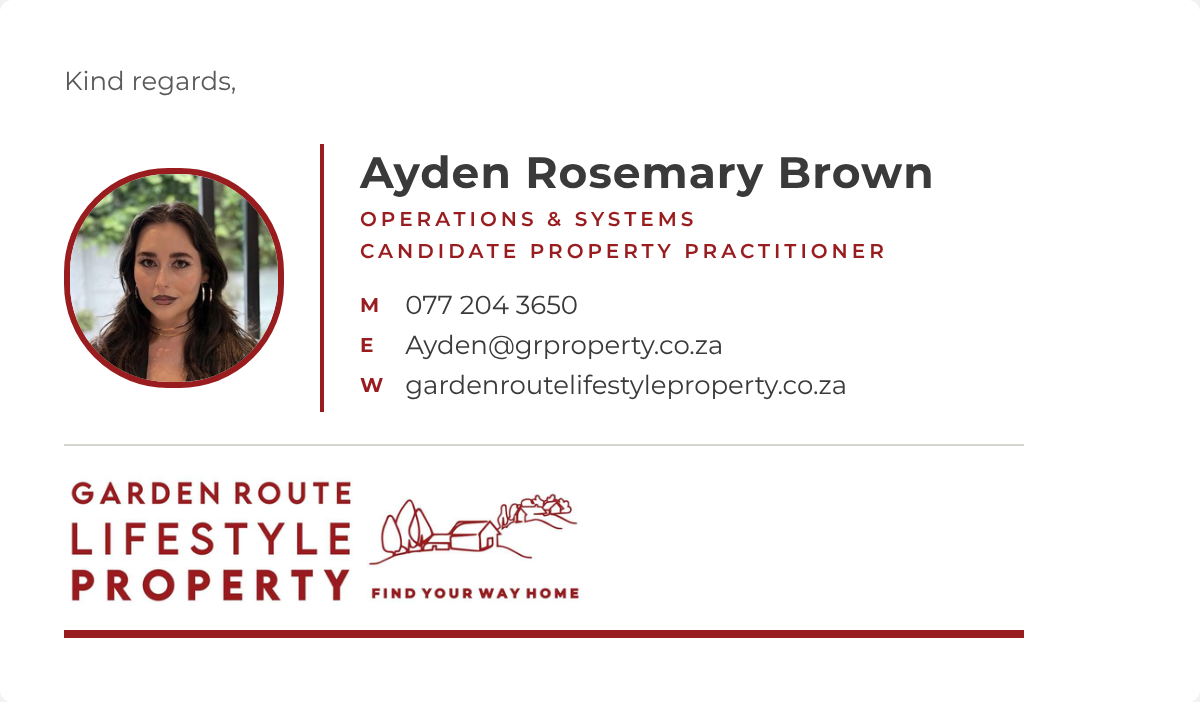 Kind regards,
Ayden Rosemary Brown
OPERATIONS & SYSTEMS
CANDIDATE PROPERTY PRACTITIONER
M 077 204 3650
E Ayden@grproperty.co.za
W gardenroutelifestyleproperty.co.za
GARDEN ROUTE
LIFESTYLE
PROPERTY
FIND YOUR WAY HOME